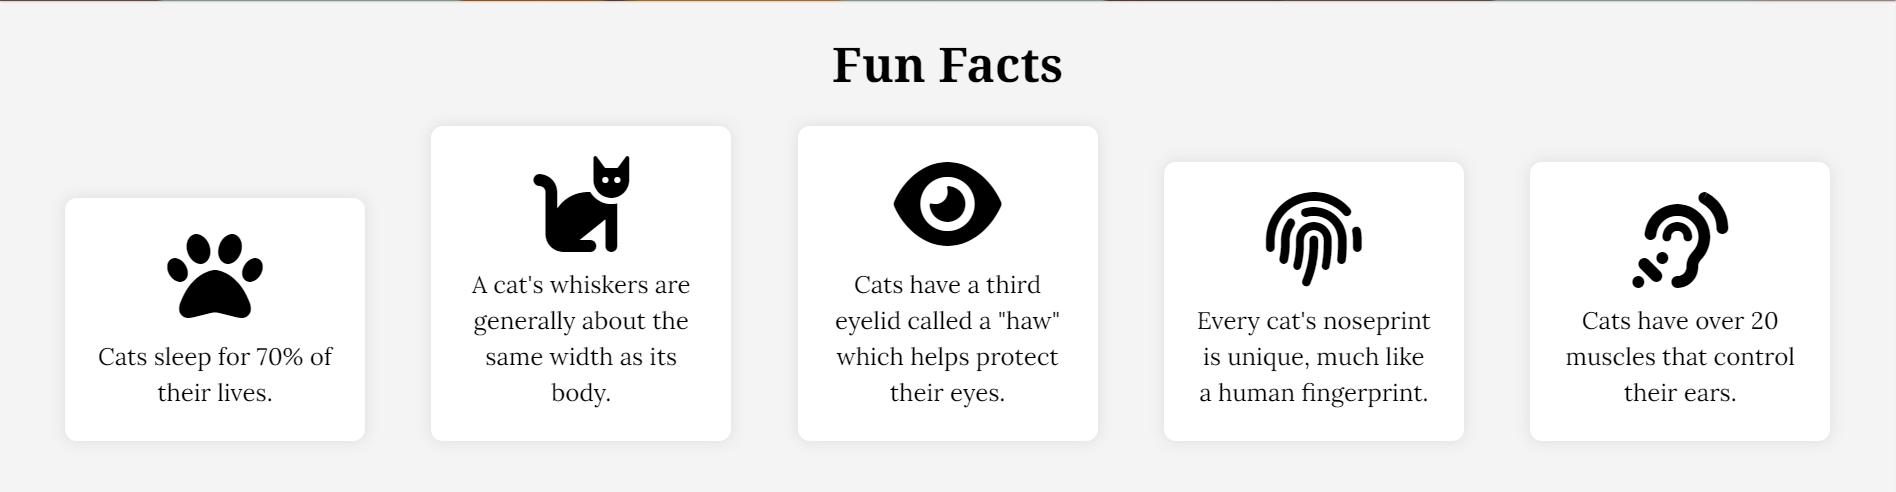 Fun Facts
Cats sleep for 70% of
their lives.
A cat's whiskers are
generally about the
same width as its
body.
Cats have a third
eyelid called a "haw"
which helps protect
their eyes.
Every cat's noseprint
is unique, much like
a human fingerprint.
Cats have over 20
muscles that control
their ears.